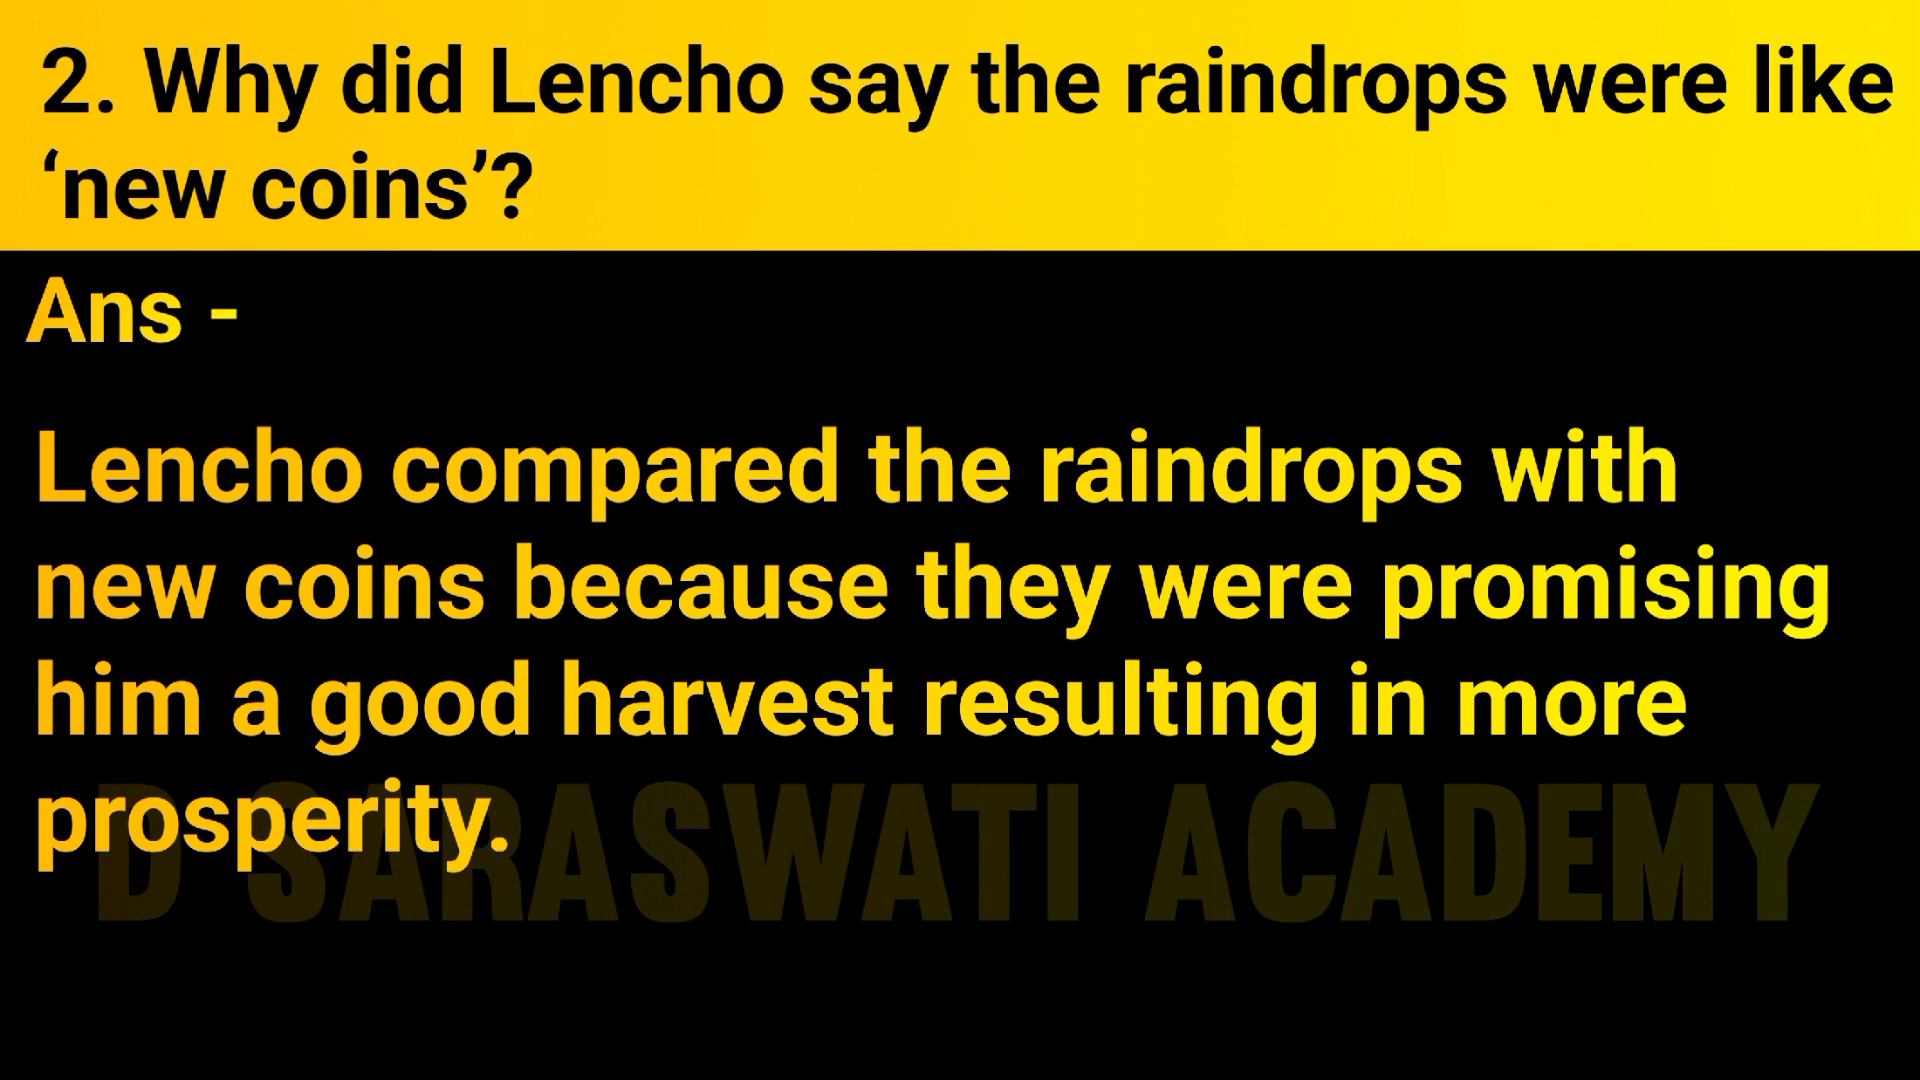 2. Why did Lencho say the raindrops were like
‘new coins’?
Ans -
Lencho compared the raindrops with
new coins because they were promising
him a good harvest resulting in more
prosperity.
D SARASWATI ACADEMY